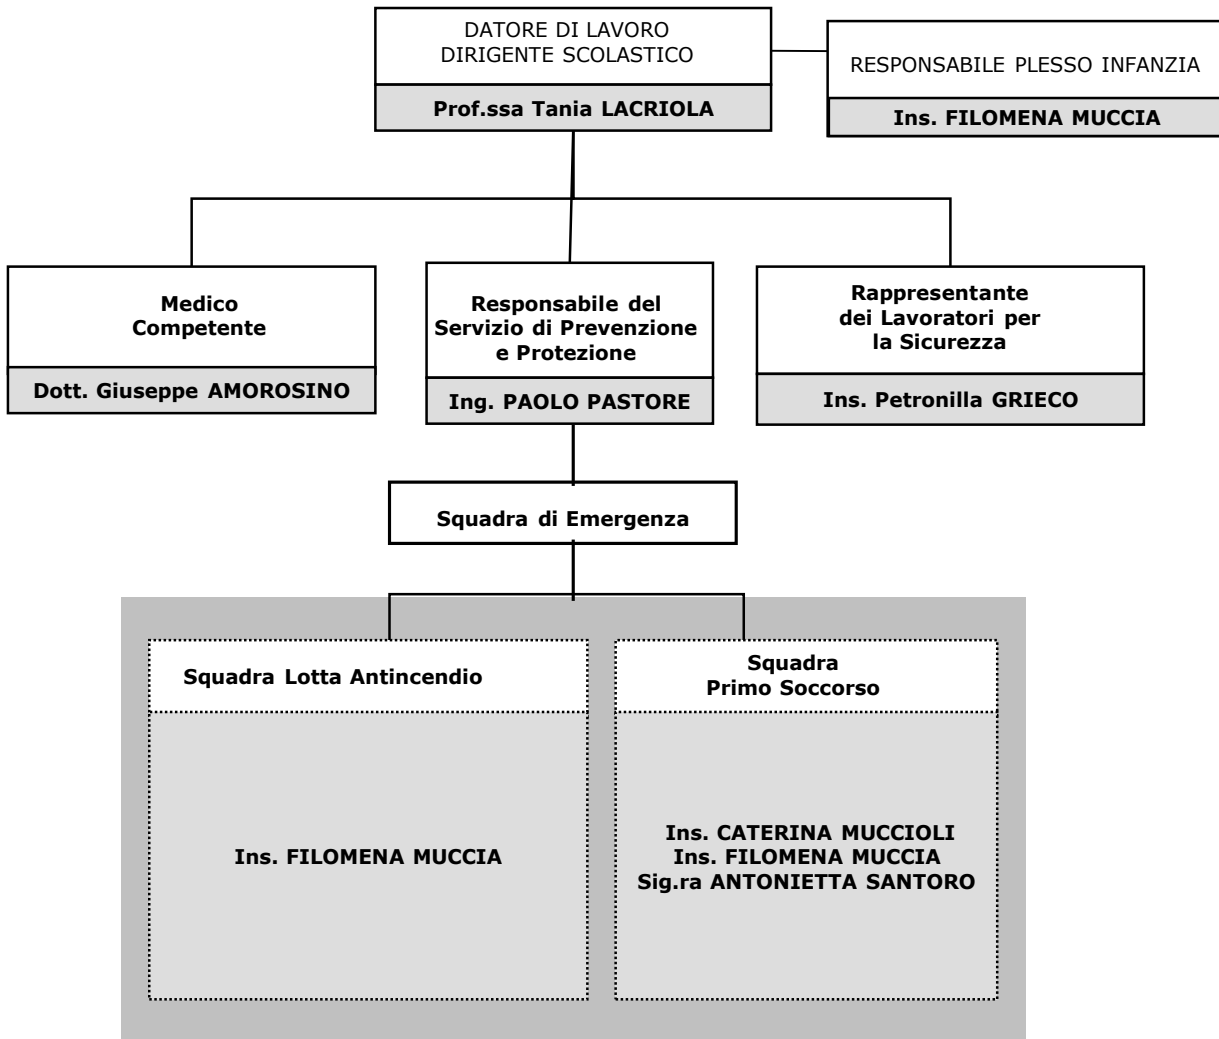 DATORE DI LAVORO
DIRIGENTE SCOLASTICO
Prof.ssa Tania LACRIOLA
RESPONSABILE PLESSO INFANZIA
Ins. FILOMENA MUCCIA
Medico
Competente
Dott. Giuseppe AMOROSINO
Responsabile del
Servizio di Prevenzione
e Protezione
Ing. PAOLO PASTORE
Rappresentante
dei Lavoratori per
la Sicurezza
Ins. Petronilla GRIECO
Squadra di Emergenza
Squadra Lotta Antincendio
Ins. FILOMENA MUCCIA
Squadra
Primo Soccorso
Ins. CATERINA MUCCIOLI
Ins. FILOMENA MUCCIA
Sig.ra ANTONIETTA SANTORO